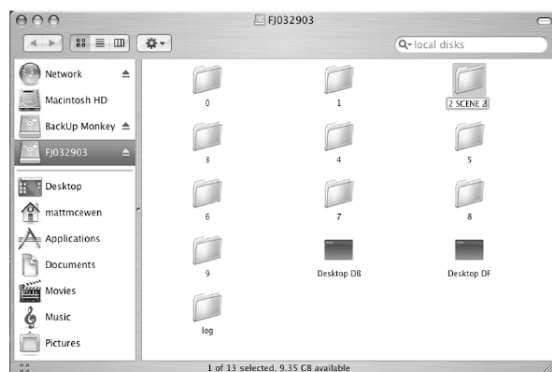 FJ032903
local disks
Network
Macintosh HD
BackUp Monkey
FJ032903
Desktop
mattmcewen
Applications
Documents
Movies
Music
Pictures
0
1
2 SCENE 2
3
4
5
6
7
8
9
Desktop DB
Desktop DF
log
1 of 13 selected, 9.35 GB available